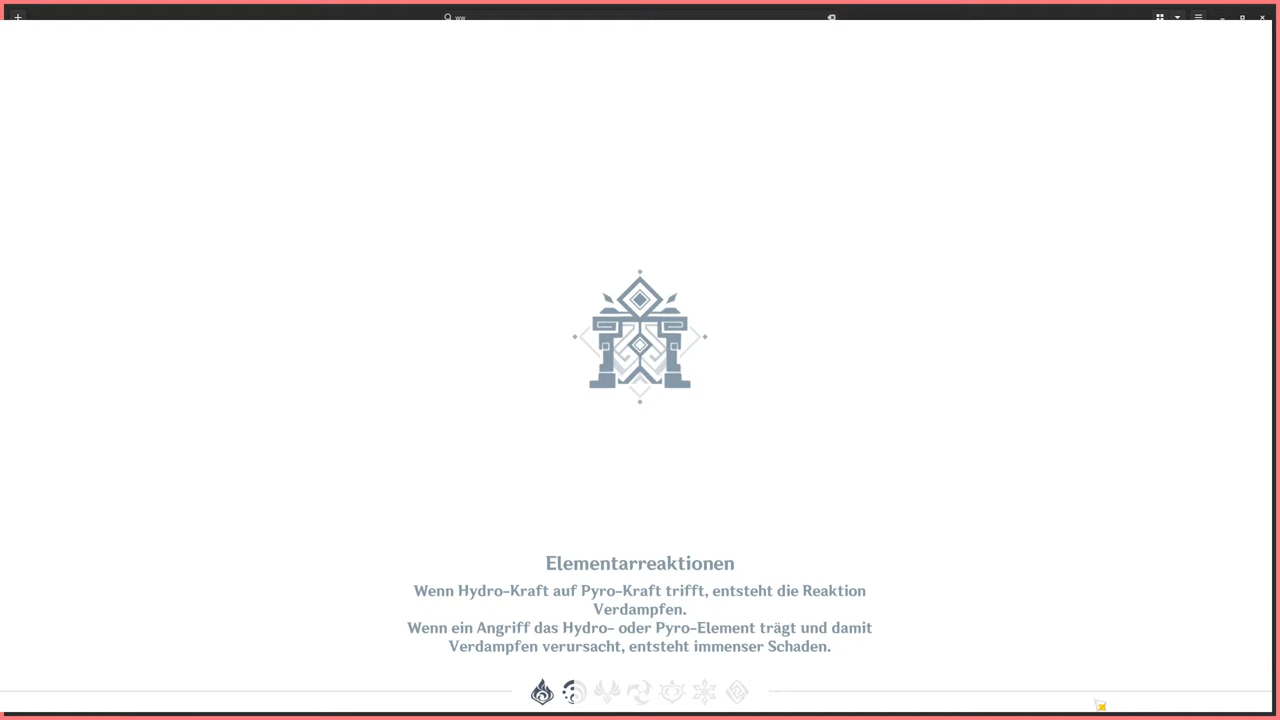 ww
Elementarreaktionen
Wenn Hydro-Kraft auf Pyro-Kraft trifft, entsteht die Reaktion
Verdampfen.
Wenn ein Angriff das Hydro- oder Pyro-Element trägt und damit
Verdampfen verursacht, entsteht immenser Schaden.